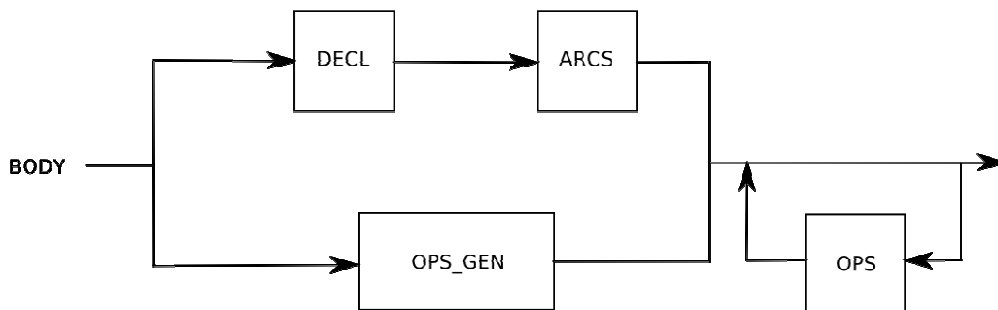 DECL
ARCS
BODY
OPS_GEN
OPS